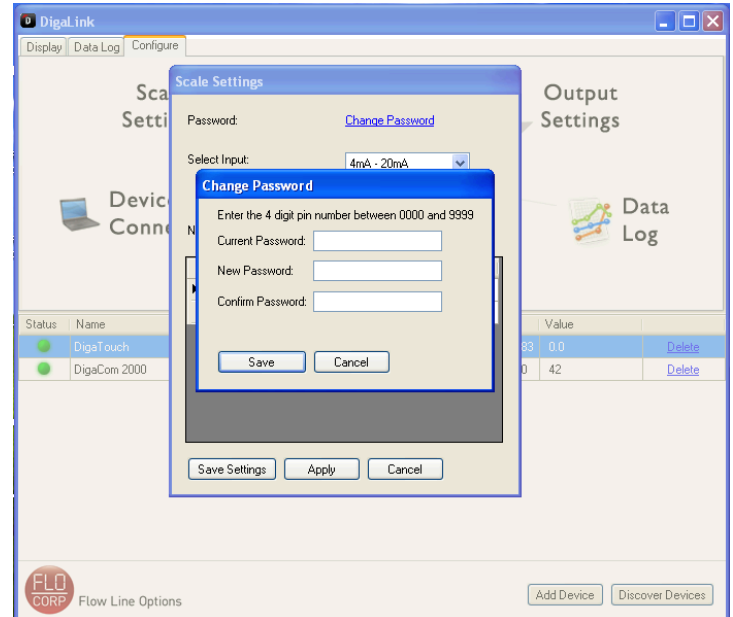 DigaLink
Display Data Log Configure
Scale Settings
Output
Settings
Password: Change Password
Select Input: 4mA - 20mA
Change Password
Enter the 4 digit pin number between 0000 and 9999
Current Password:
New Password:
Confirm Password:
Save Cancel
Data
Log
Status Name Value
DigaTouch 83 0.0 Delete
DigaCom 2000 0 42 Delete
Save Settings Apply Cancel
FLO
CORP
Flow Line Options
Add Device Discover Devices